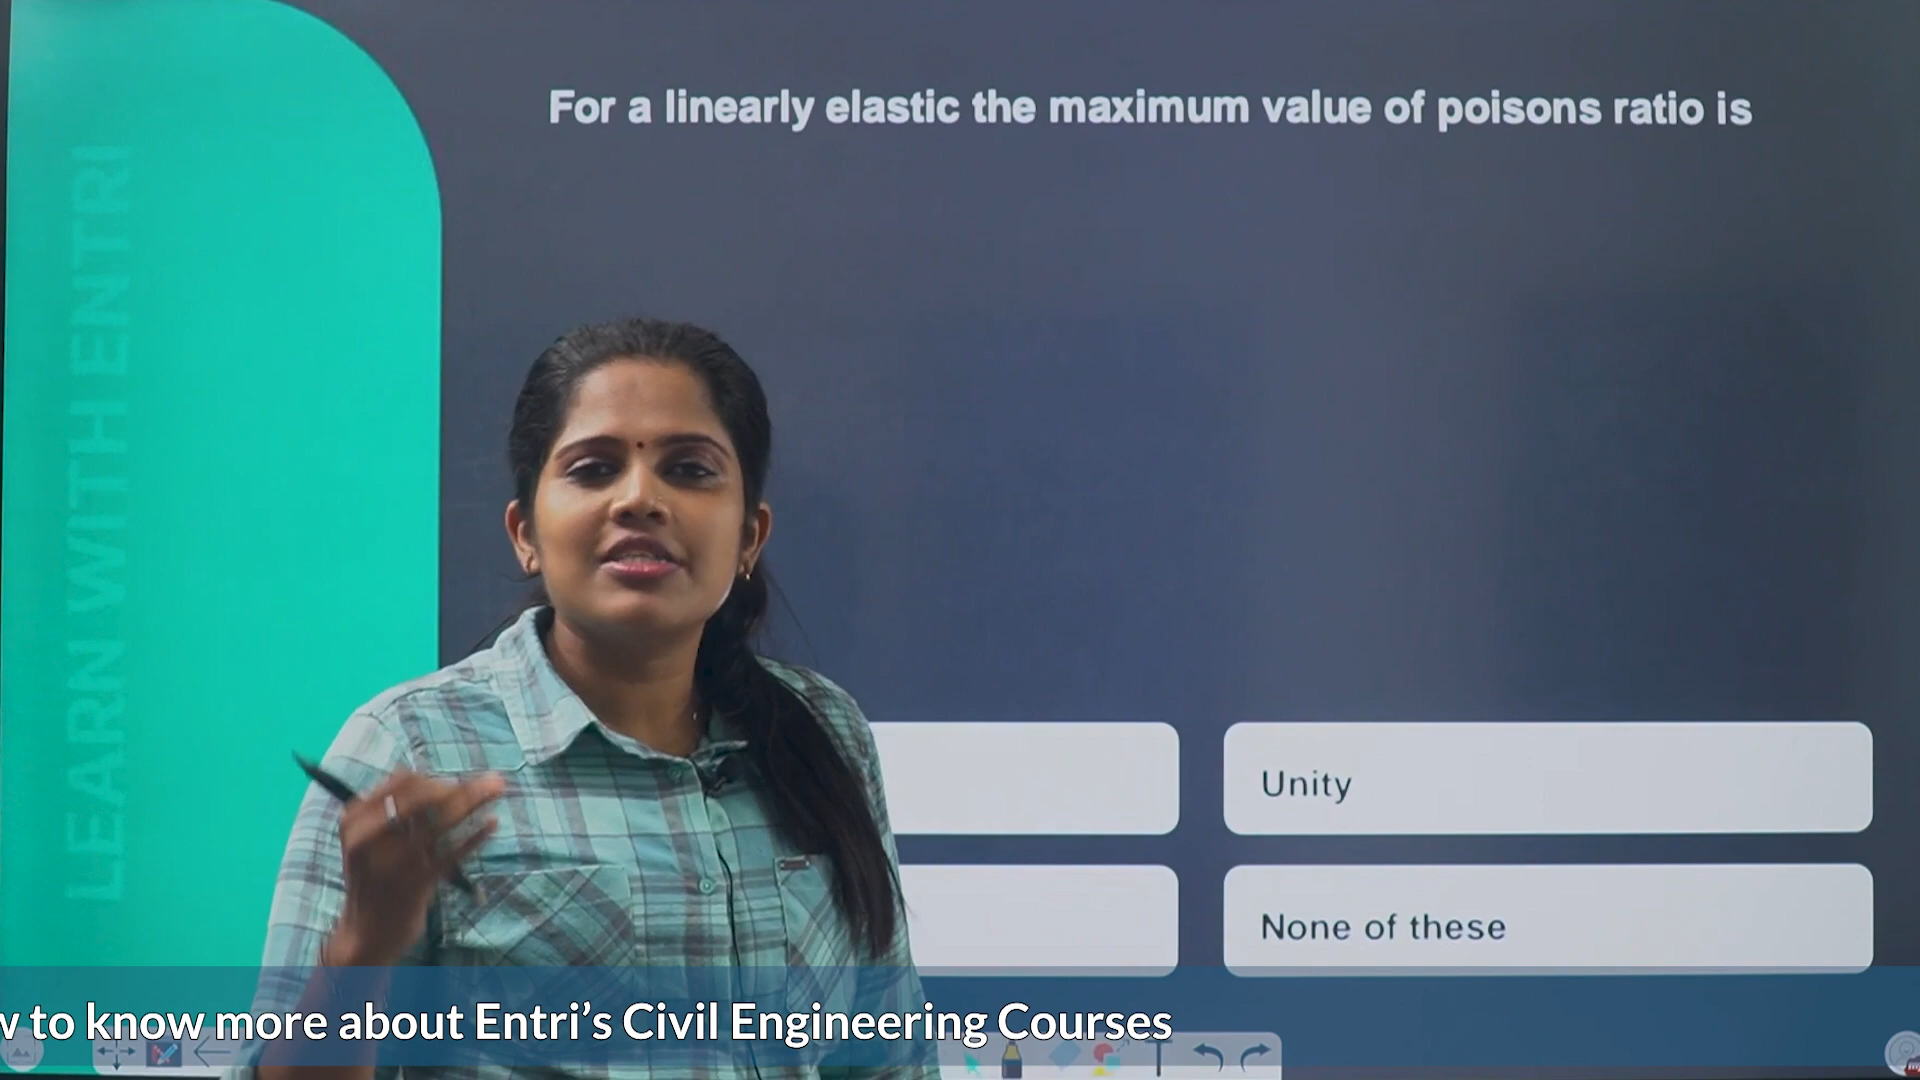 LEARN WITH ENTRI
For a linearly elastic the maximum value of poisons ratio is
Unity
None of these
to know more about Entri’s Civil Engineering Courses